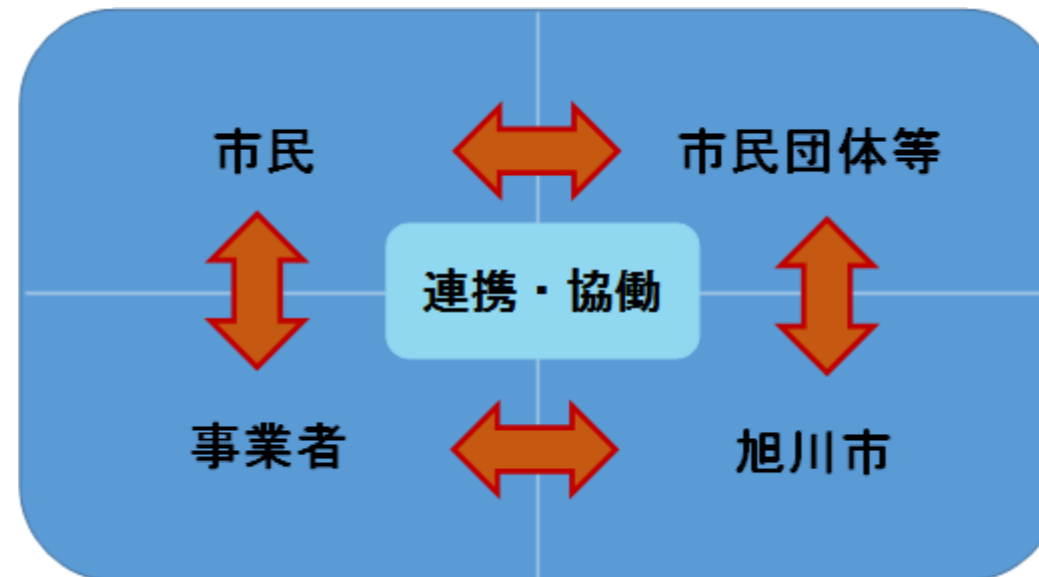 市民
市民団体等
連携・協働
事業者
旭川市